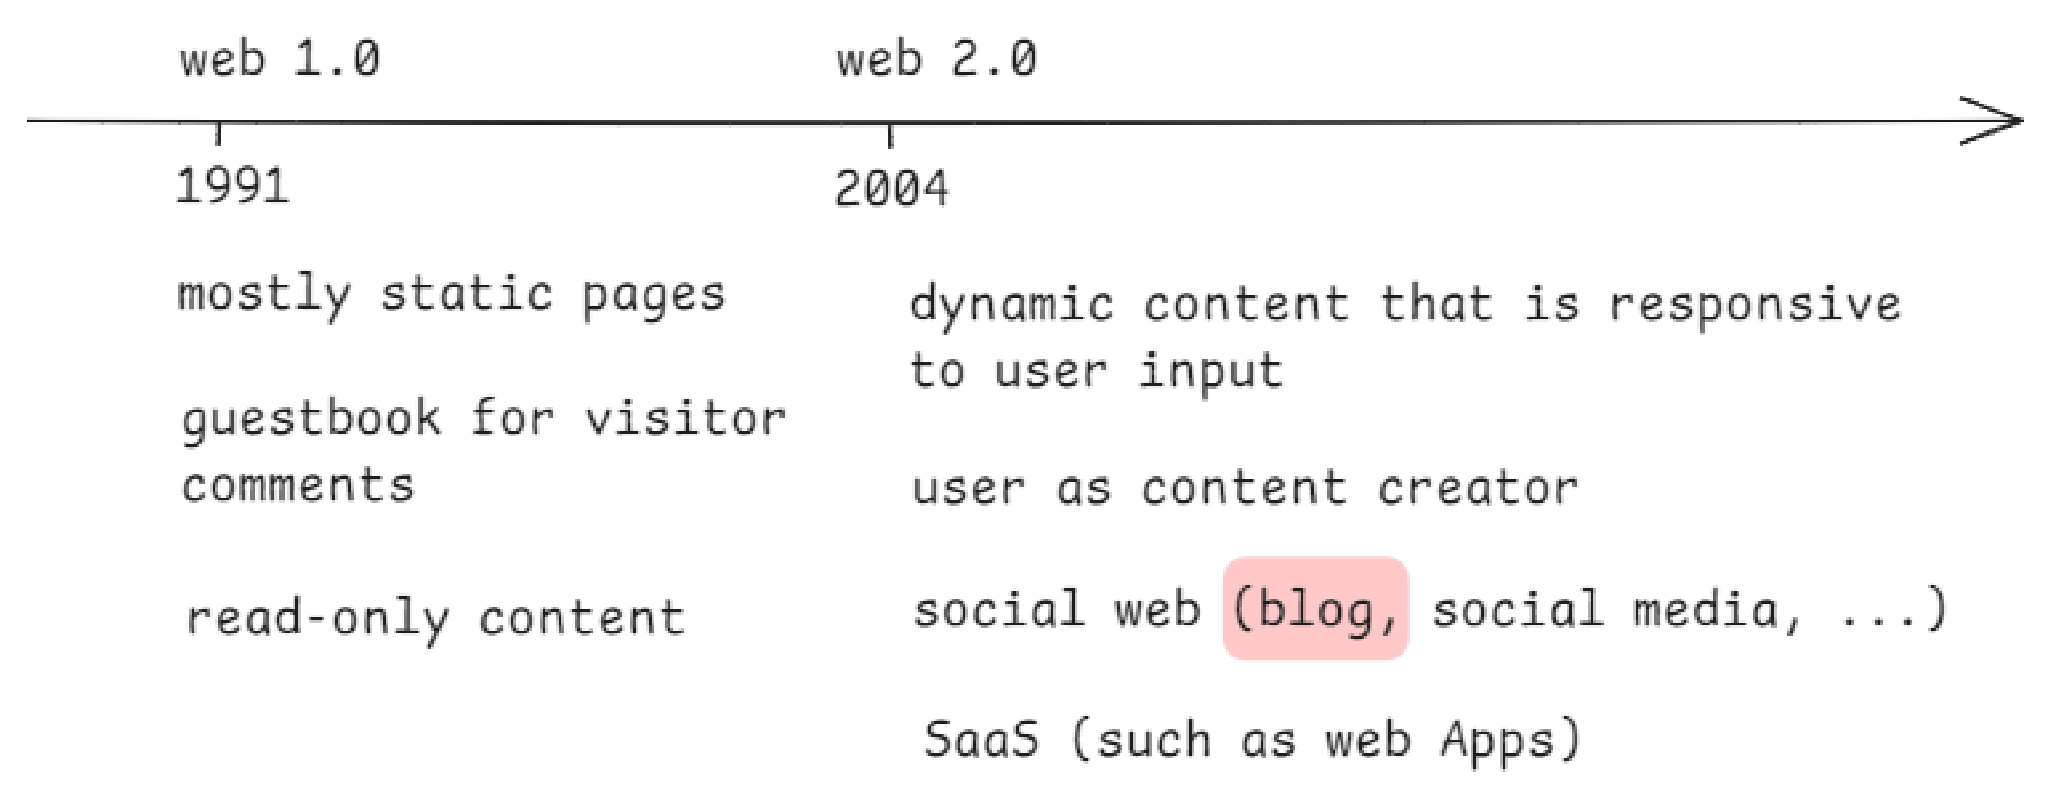 web 1.0
web 2.0
1991
2004
mostly static pages
guestbook for visitor
comments
read-only content
dynamic content that is responsive
to user input
user as content creator
social web (blog, social media, ...)
SaaS (such as web Apps)